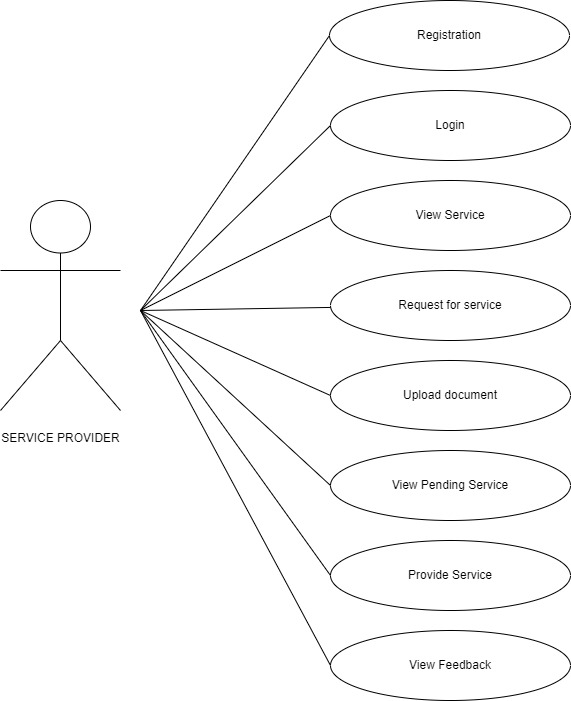 Registration
Login
View Service
Request for service
Upload document
SERVICE PROVIDER
View Pending Service
Provide Service
View Feedback